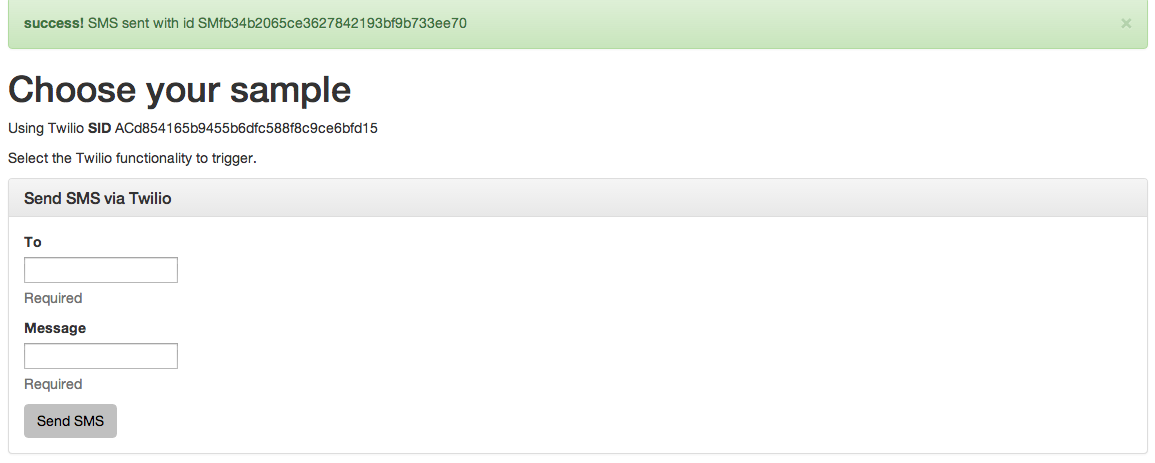 success! SMS sent with id SMfb34b2065ce3627842193bf9b733ee70 ×
Choose your sample
Using Twilio SID ACd854165b9455b6dfc588f8c9ce6bfd15
Select the Twilio functionality to trigger.
Send SMS via Twilio
To
Required
Message
Required
Send SMS